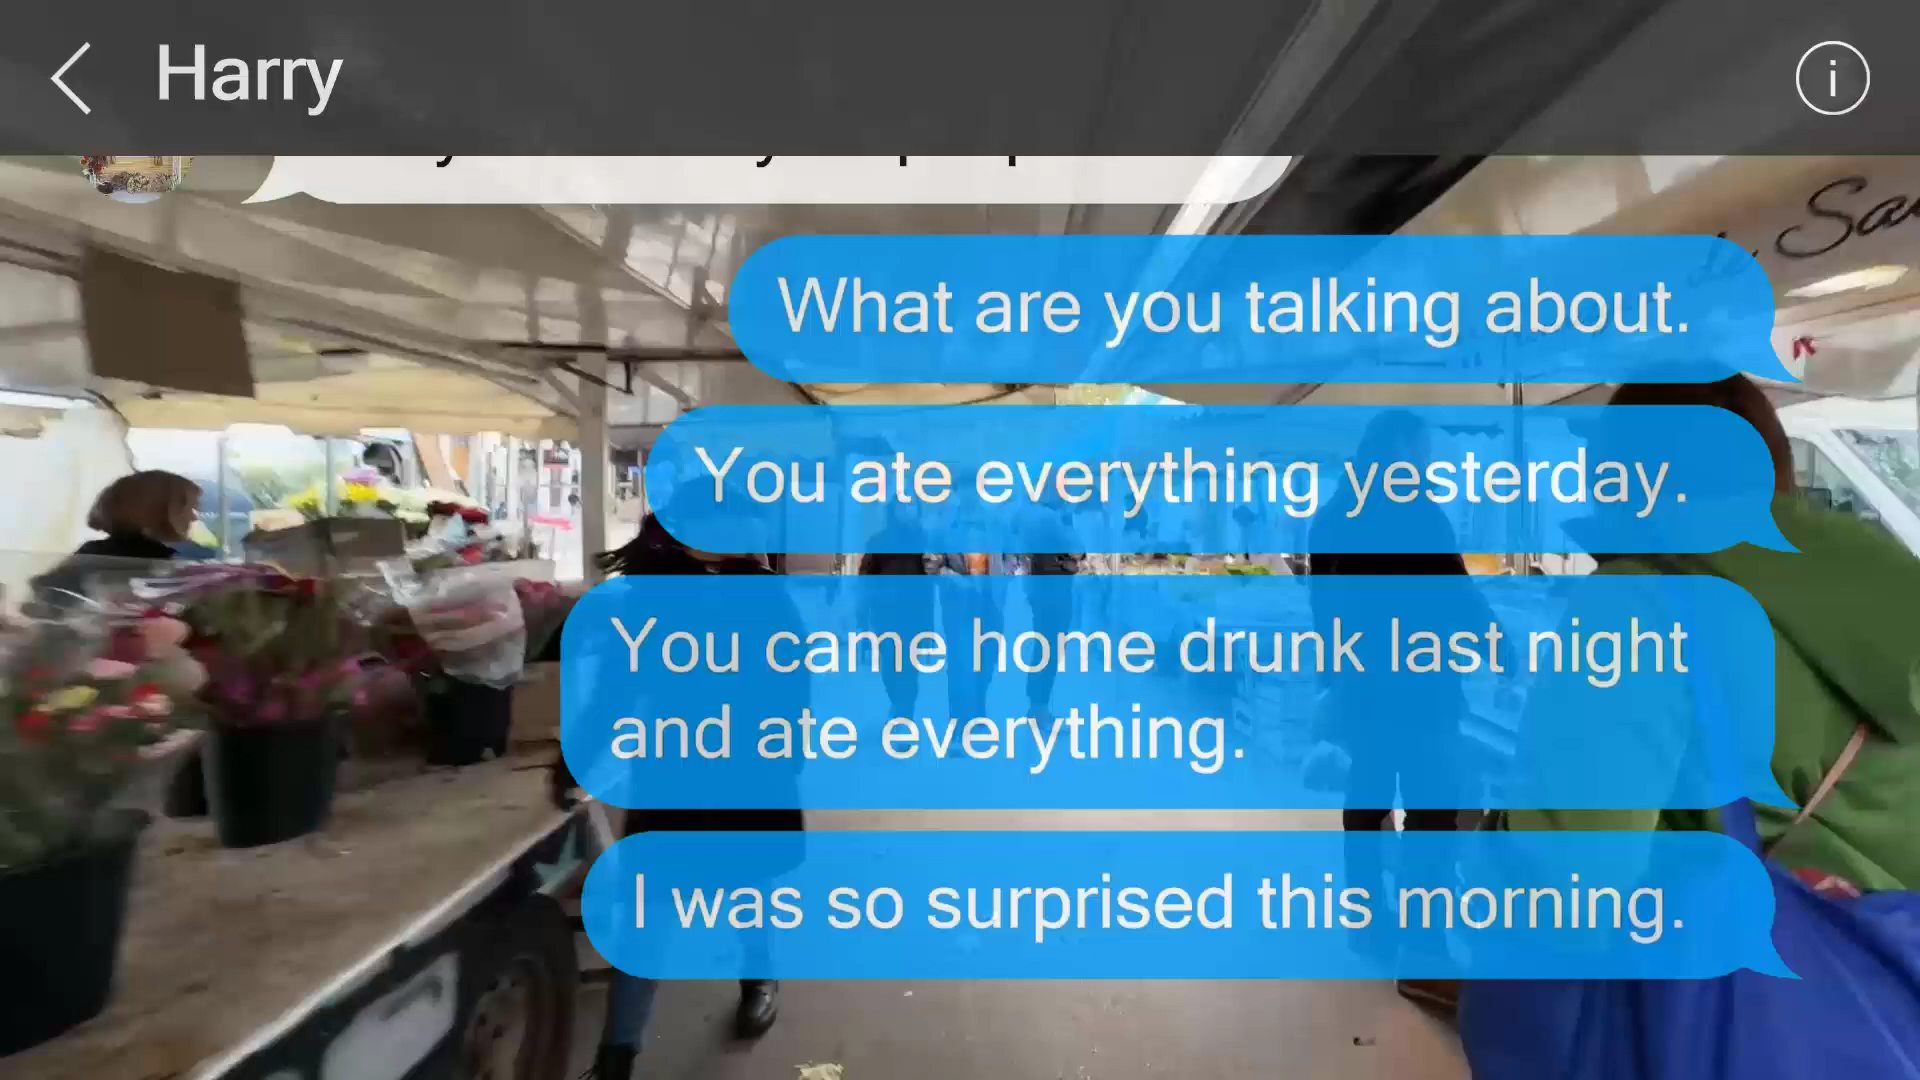 Harry
What are you talking about.
You ate everything yesterday.
You came home drunk last night
and ate everything.
I was so surprised this morning.